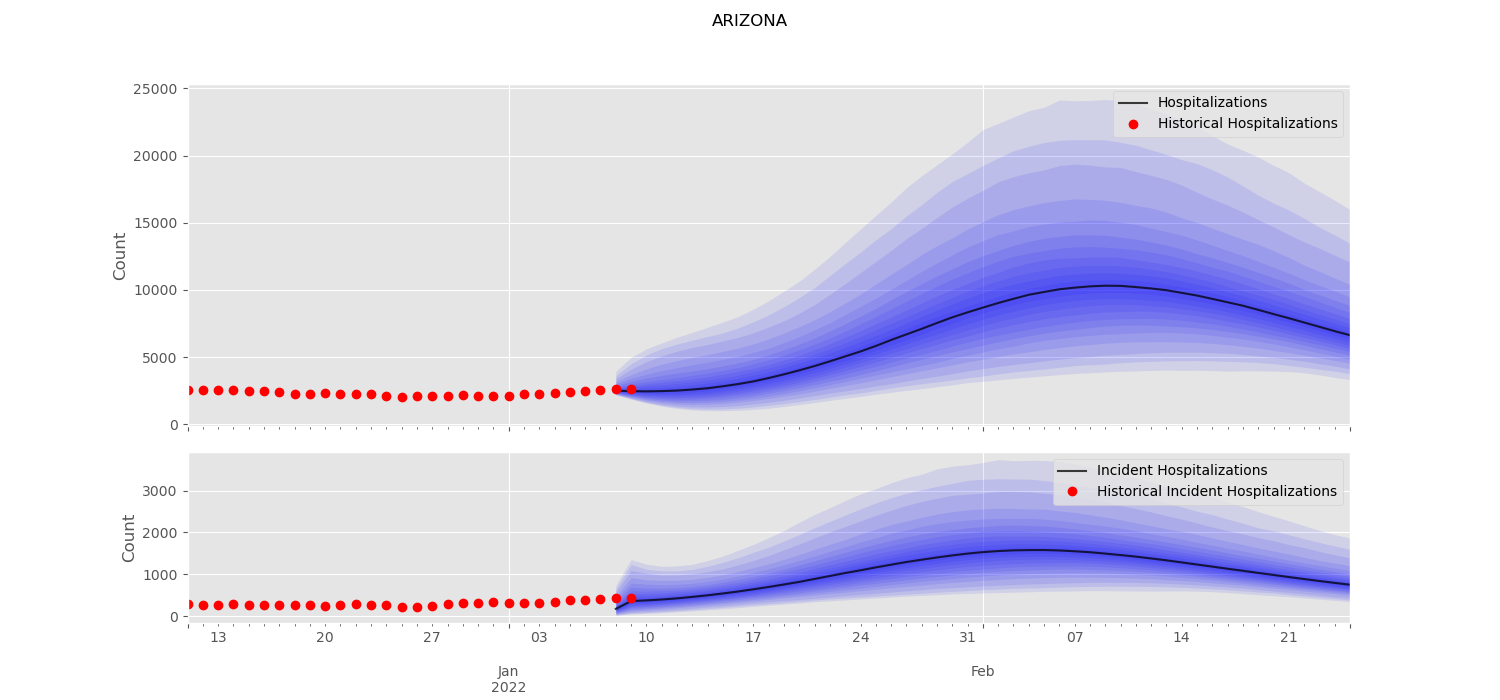 ARIZONA
25000
20000
15000
10000
5000
0
Count
Hospitalizations
Historical Hospitalizations
3000
2000
1000
0
Count
Incident Hospitalizations
Historical Incident Hospitalizations
13 20 27 03 10 17 24 31 07 14 21
Jan Feb
2022